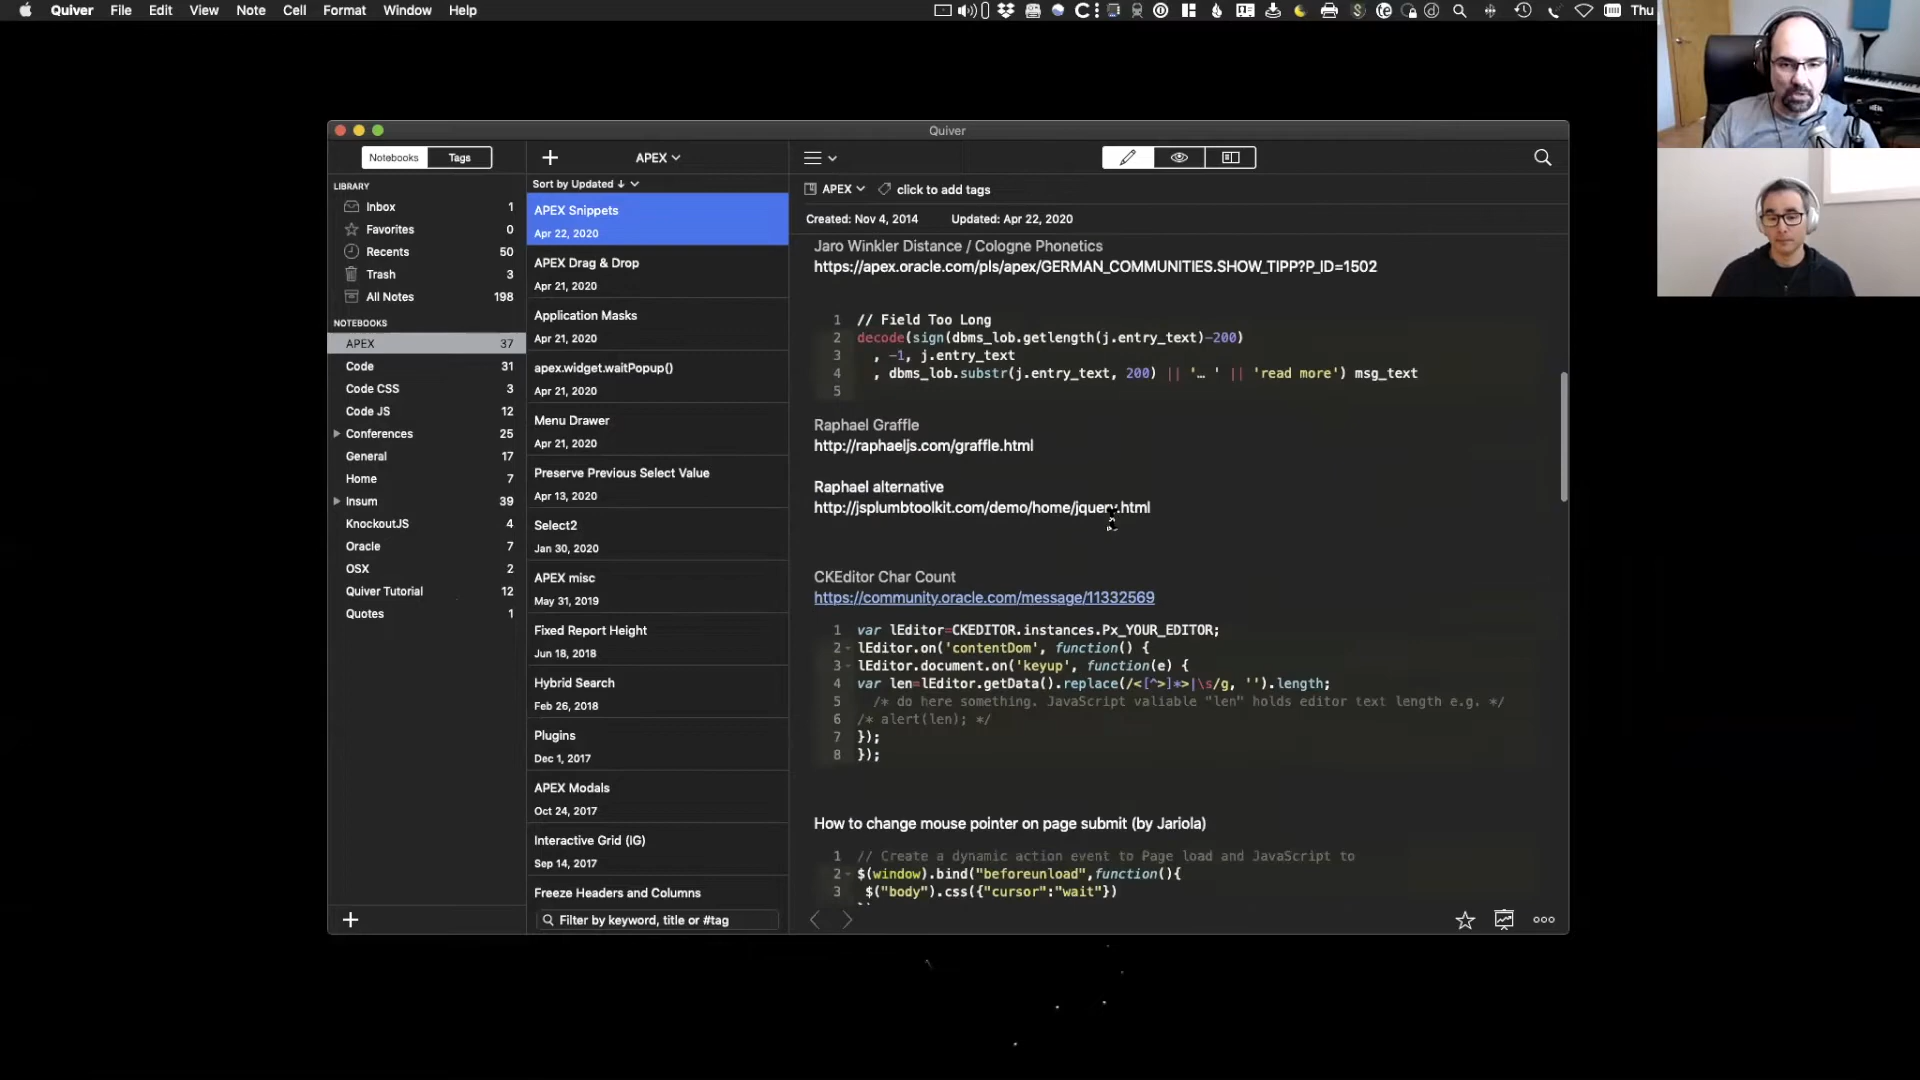 Quiver File Edit View Note Cell Format Window Help
Thu
Quiver
Notebooks Tags
LIBRARY
Inbox 1
Favorites 0
Recents 50
Trash 3
All Notes 198
NOTEBOOKS
APEX 37
Code 31
Code CSS 3
Code JS 12
Conferences 25
General 17
Home 7
Insum 39
KnockoutJS 4
Oracle 7
OSX 2
Quiver Tutorial 12
Quotes 1
APEX
Sort by Updated ↓
APEX Snippets
Apr 22, 2020
APEX Drag & Drop
Apr 21, 2020
Application Masks
Apr 21, 2020
apex.widget.waitPopup()
Apr 21, 2020
Menu Drawer
Apr 21, 2020
Preserve Previous Select Value
Apr 13, 2020
Select2
Jan 30, 2020
APEX misc
May 31, 2019
Fixed Report Height
Jun 18, 2018
Hybrid Search
Feb 26, 2018
Plugins
Dec 1, 2017
APEX Modals
Oct 24, 2017
Interactive Grid (IG)
Sep 14, 2017
Freeze Headers and Columns
Filter by keyword, title or #tag
APEX click to add tags
Created: Nov 4, 2014 Updated: Apr 22, 2020
Jaro Winkler Distance / Cologne Phonetics
https://apex.oracle.com/pls/apex/GERMAN_COMMUNITIES.SHOW_TIPP?P_ID=1502
1 // Field Too Long
2 decode(sign(dbms_lob.getlength(j.entry_text)-200)
3 , -1, j.entry_text
4 , dbms_lob.substr(j.entry_text, 200) || '… ' || 'read more') msg_text
5
Raphael Graffle
http://raphaeljs.com/graffle.html
Raphael alternative
http://jsplumbtoolkit.com/demo/home/jquery.html
CKEditor Char Count
https://community.oracle.com/message/11332569
1 var lEditor=CKEDITOR.instances.Px_YOUR_EDITOR;
2 lEditor.on('contentDom', function() {
3 lEditor.document.on('keyup', function(e) {
4 var len=lEditor.getData().replace(/<[^>]*>|\s/g, '').length;
5 /* do here something. JavaScript valiable "len" holds editor text length e.g. */
6 /* alert(len); */
7 });
8 });
How to change mouse pointer on page submit (by Jariola)
1 // Create a dynamic action event to Page load and JavaScript to
2 $(window).bind("beforeunload",function(){
3 $("body").css({"cursor":"wait"})